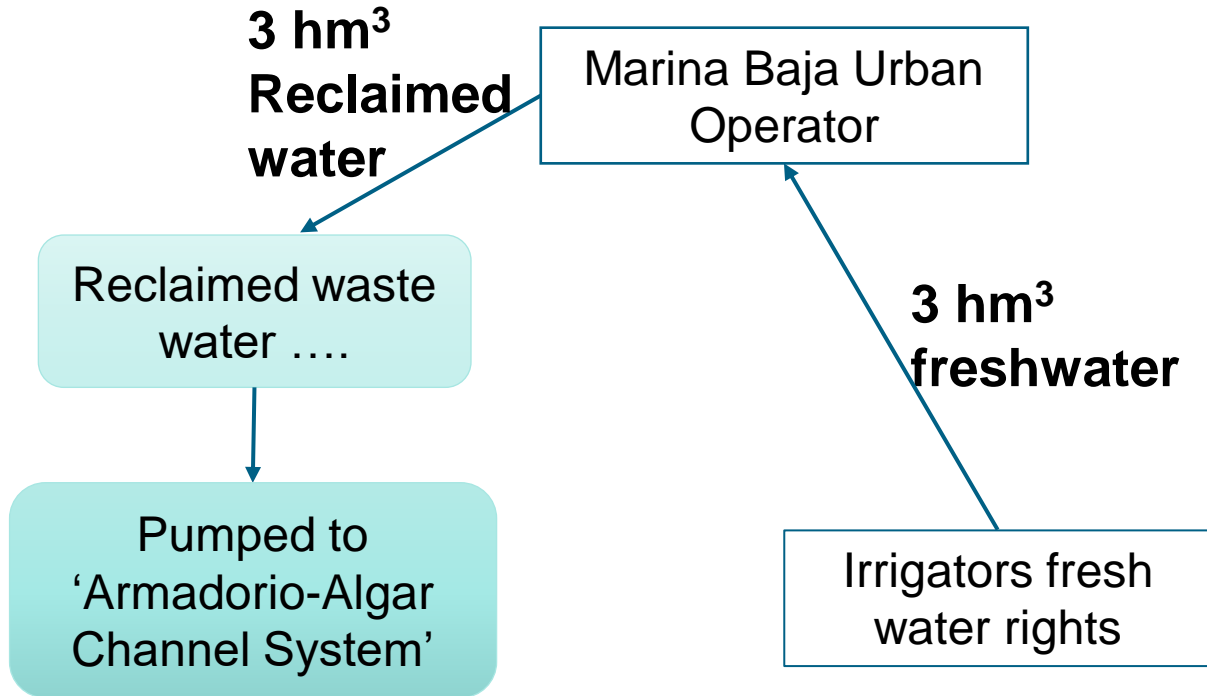 3 hm³
Reclaimed
water
Marina Baja Urban
Operator
Reclaimed waste
water ....
3 hm³
freshwater
Pumped to
‘Armadorio-Algar
Channel System’
Irrigators fresh
water rights